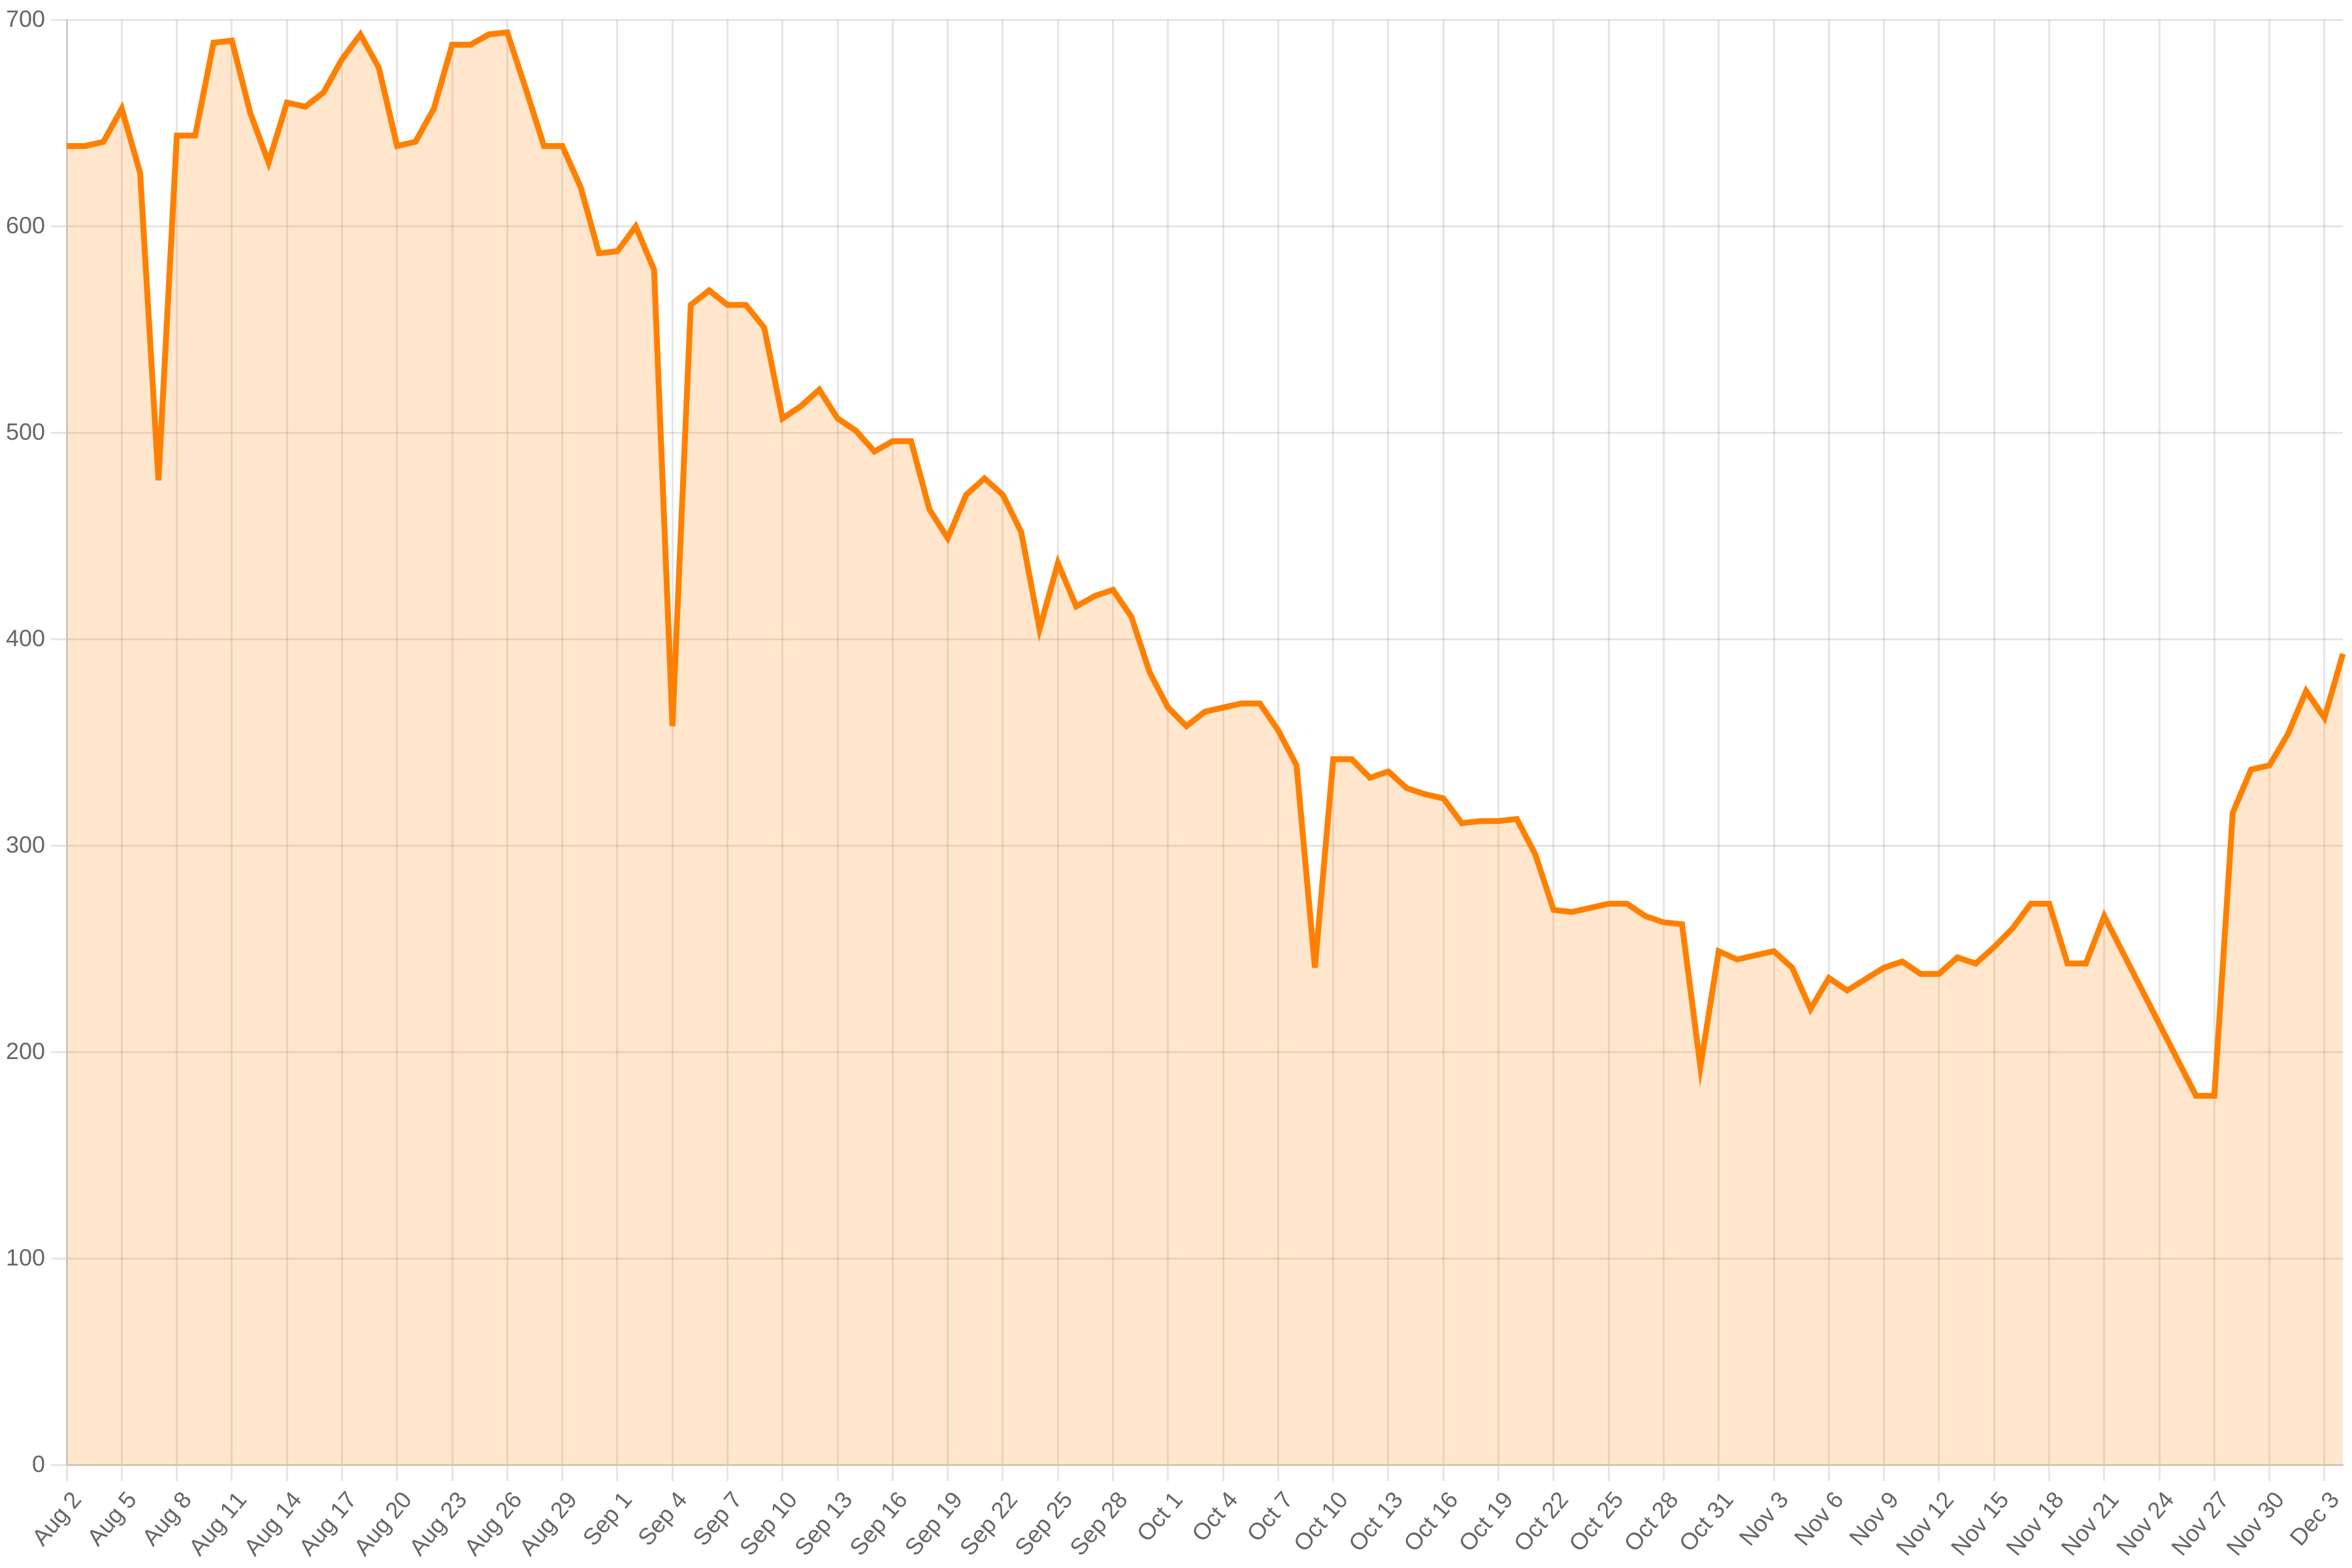 700
600
500
400
300
200
100
0
Aug 2
Aug 5
Aug 8
Aug 11
Aug 14
Aug 17
Aug 20
Aug 23
Aug 26
Aug 29
Sep 1
Sep 4
Sep 7
Sep 10
Sep 13
Sep 16
Sep 19
Sep 22
Sep 25
Sep 28
Oct 1
Oct 4
Oct 7
Oct 10
Oct 13
Oct 16
Oct 19
Oct 22
Oct 25
Oct 28
Oct 31
Nov 3
Nov 6
Nov 9
Nov 12
Nov 15
Nov 18
Nov 21
Nov 24
Nov 27
Nov 30
Dec 3